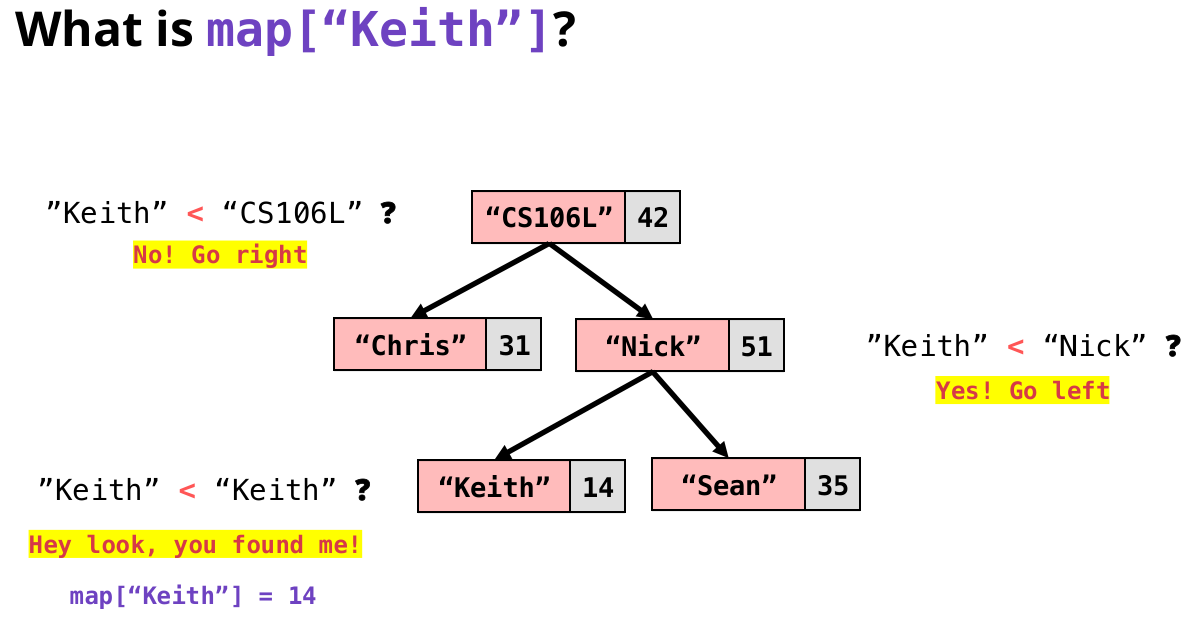 What is map[“Keith”]?
”Keith” < “CS106L” ?
No! Go right
“CS106L” 42
“Chris” 31
“Nick” 51
”Keith” < “Nick” ?
Yes! Go left
”Keith” < “Keith” ?
“Keith” 14
“Sean” 35
Hey look, you found me!
map[“Keith”] = 14